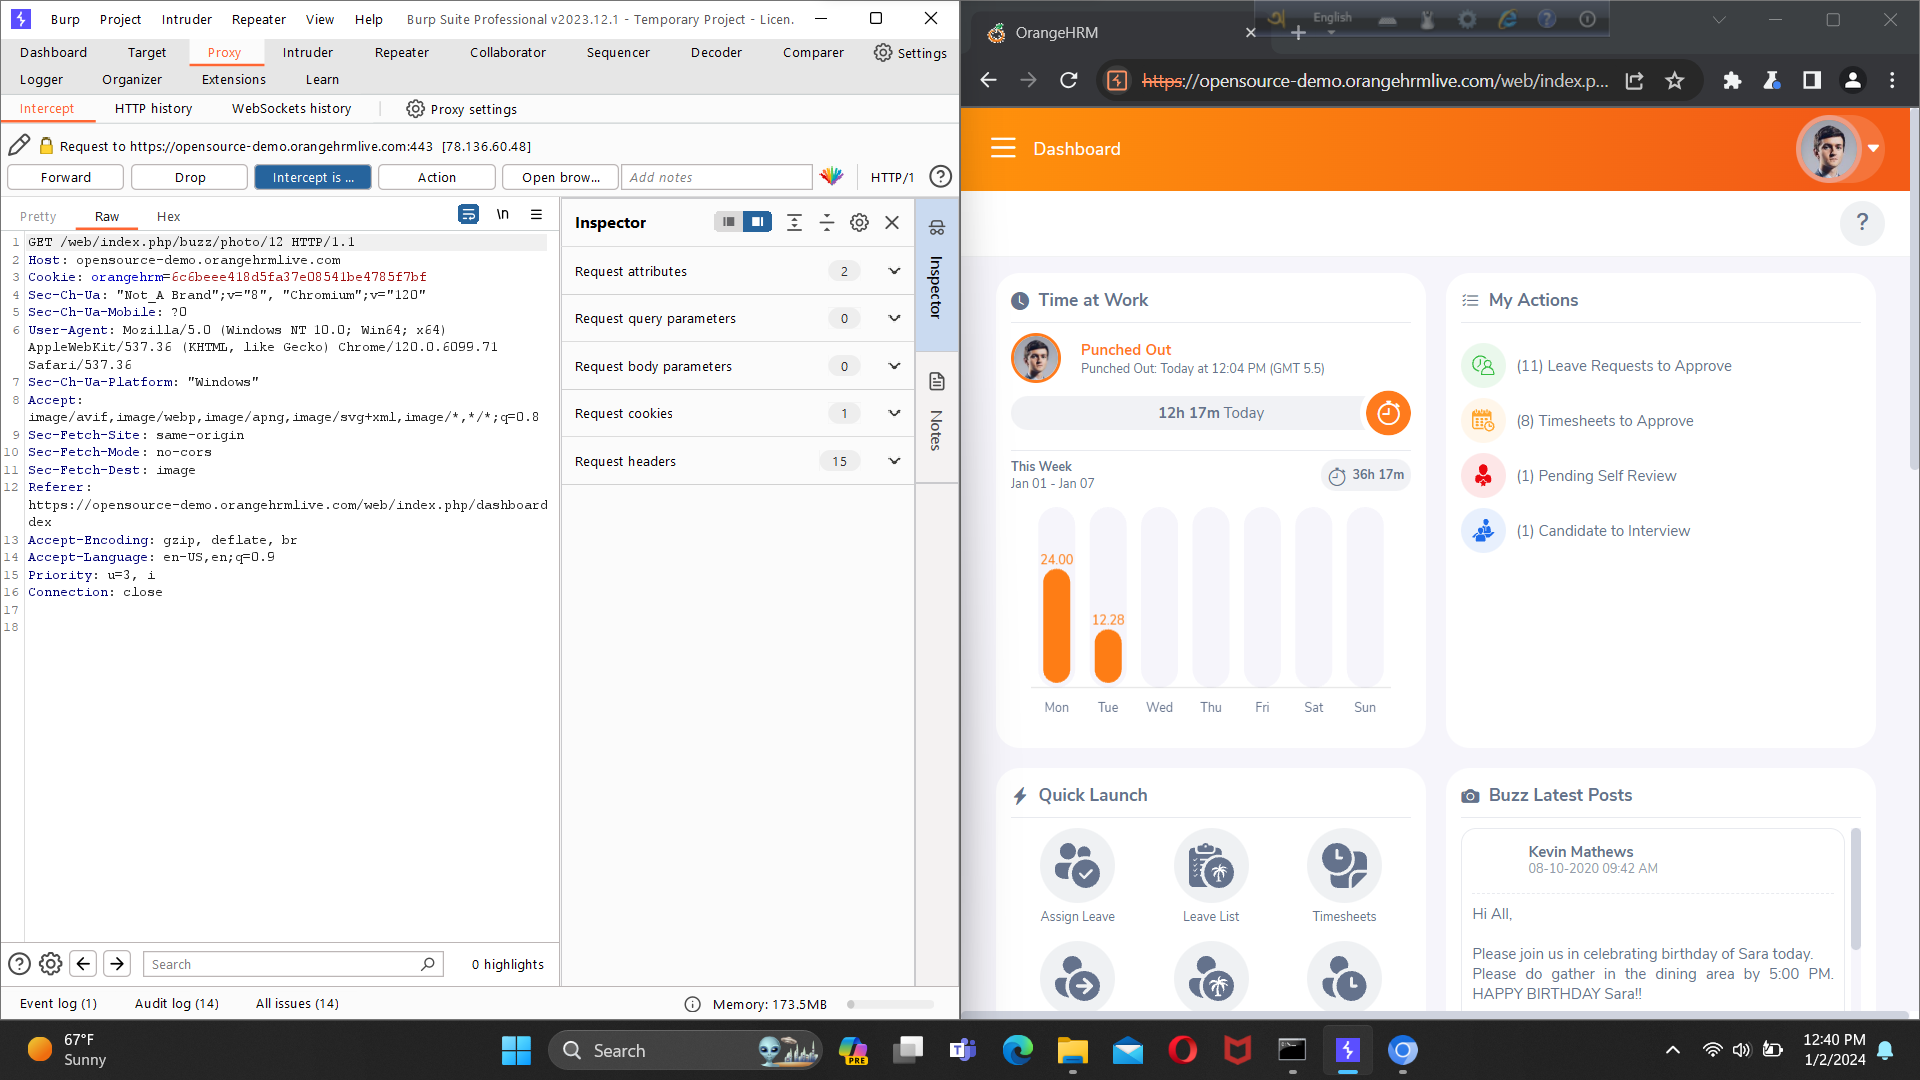 Burp Project Intruder Repeater View Help Burp Suite Professional v2023.12.1 - Temporary Project - Licen.
Dashboard Target Proxy Intruder Repeater Collaborator Sequencer Decoder Comparer Settings
Logger Organizer Extensions Learn
Intercept HTTP history WebSockets history Proxy settings
Request to https://opensource-demo.orangehrmlive.com:443 [78.136.60.48]
Forward Drop Intercept is ... Action Open brow... Add notes HTTP/1 ?
Pretty Raw Hex \n
1 GET /web/index.php/buzz/photo/12 HTTP/1.1
2 Host: opensource-demo.orangehrmlive.com
3 Cookie: orangehrm=6c6beee418d5fa37e08541be4785f7bf
4 Sec-Ch-Ua: "Not_A Brand";v="8", "Chromium";v="120"
5 Sec-Ch-Ua-Mobile: ?0
6 User-Agent: Mozilla/5.0 (Windows NT 10.0; Win64; x64)
AppleWebKit/537.36 (KHTML, like Gecko) Chrome/120.0.6099.71
Safari/537.36
7 Sec-Ch-Ua-Platform: "Windows"
8 Accept:
image/avif,image/webp,image/apng,image/svg+xml,image/*,*/*;q=0.8
9 Sec-Fetch-Site: same-origin
10 Sec-Fetch-Mode: no-cors
11 Sec-Fetch-Dest: image
12 Referer:
https://opensource-demo.orangehrmlive.com/web/index.php/dashboard
dex
13 Accept-Encoding: gzip, deflate, br
14 Accept-Language: en-US,en;q=0.9
15 Priority: u=3, i
16 Connection: close
17
18
Inspector
Request attributes 2
Request query parameters 0
Request body parameters 0
Request cookies 1
Request headers 15
Inspector
Notes
? Search 0 highlights
Event log (1) Audit log (14) All issues (14) Memory: 173.5MB
OrangeHRM
English
https://opensource-demo.orangehrmlive.com/web/index.p...
Dashboard
?
Time at Work
Punched Out
Punched Out: Today at 12:04 PM (GMT 5.5)
12h 17m Today
This Week
Jan 01 - Jan 07
36h 17m
24.00
12.28
Mon Tue Wed Thu Fri Sat Sun
My Actions
(11) Leave Requests to Approve
(8) Timesheets to Approve
(1) Pending Self Review
(1) Candidate to Interview
Quick Launch
Assign Leave Leave List Timesheets
Buzz Latest Posts
Kevin Mathews
08-10-2020 09:42 AM
Hi All,
Please join us in celebrating birthday of Sara today.
Please do gather in the dining area by 5:00 PM.
HAPPY BIRTHDAY Sara!!
67°F
Sunny
Search
PRE
12:40 PM
1/2/2024